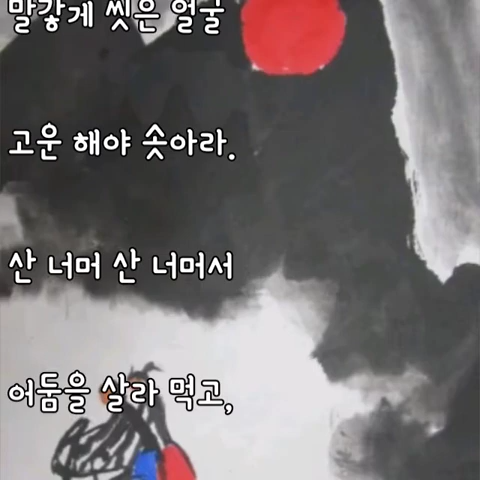 말갛게 씻은 얼굴
고운 해야 솟아라.
산 너머 산 너머서
어둠을 살라 먹고,